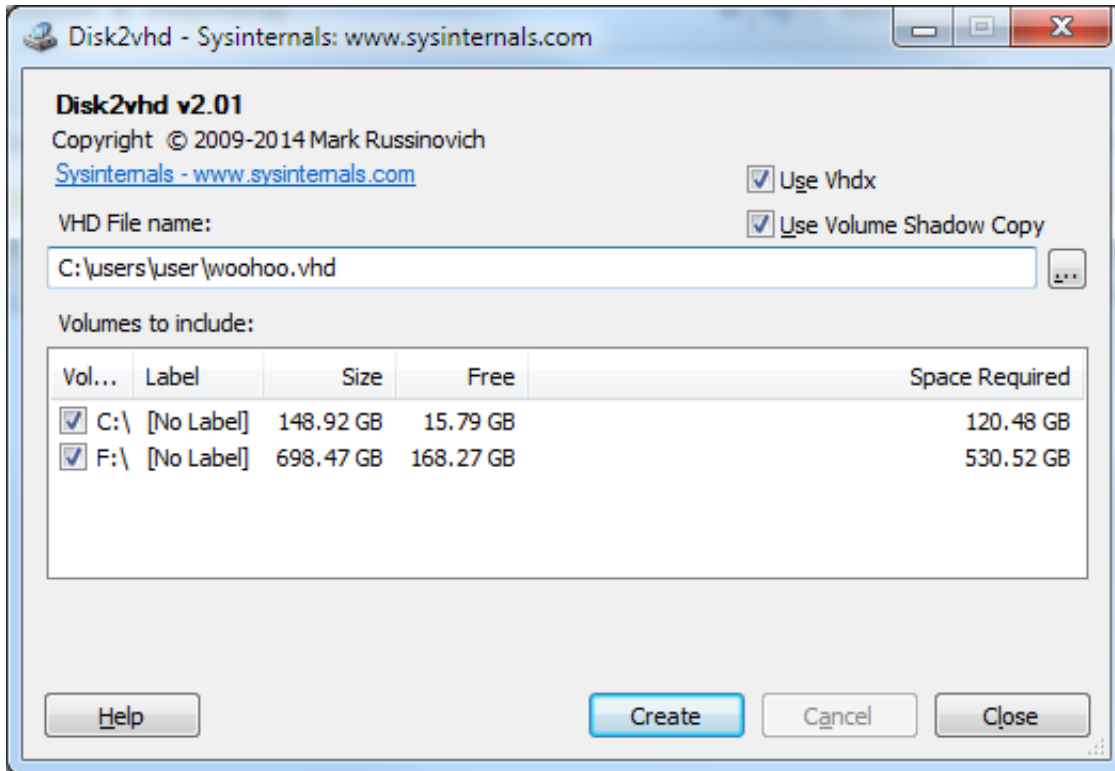 Disk2vhd - Sysinternals: www.sysinternals.com
Disk2vhd v2.01
Copyright © 2009-2014 Mark Russinovich
Sysinternals - www.sysinternals.com
Use Vhdx
VHD File name:
Use Volume Shadow Copy
C:\users\user\woohoo.vhd
...
Volumes to include:
Vol... Label Size Free Space Required
C:\ [No Label] 148.92 GB 15.79 GB 120.48 GB
F:\ [No Label] 698.47 GB 168.27 GB 530.52 GB
Help Create Cancel Close